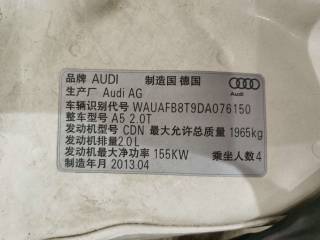 品牌 AUDI 制造国 德国
Audi
生产厂 Audi AG
车辆识别代号 WAUAFB8T9DA076150
整车型号 A5 2.0T
发动机型号 CDN 最大允许总质量 1965kg
发动机排量2.0L
发动机最大净功率 155KW 乘坐人数4
制造年月 2013.04